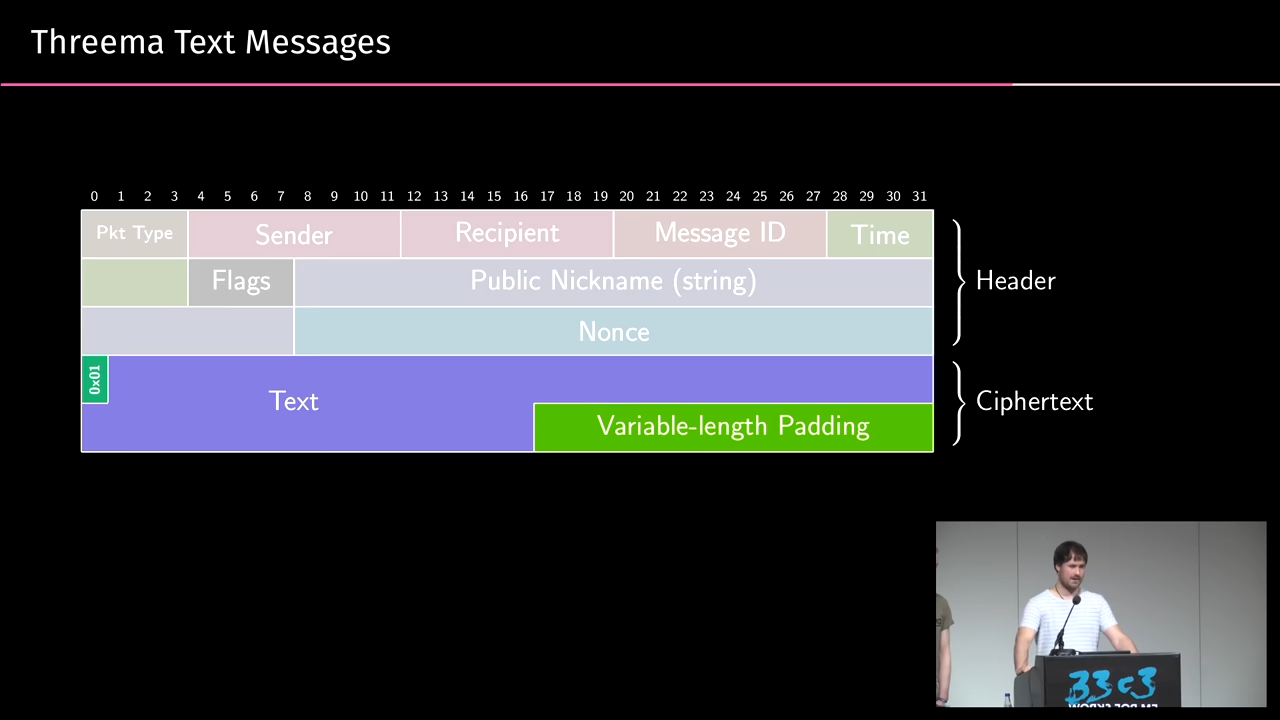 Threema Text Messages
0 1 2 3 4 5 6 7 8 9 10 11 12 13 14 15 16 17 18 19 20 21 22 23 24 25 26 27 28 29 30 31
Pkt Type Sender Recipient Message ID Time
Flags Public Nickname (string)
Header
Nonce
0x01
Text
Ciphertext
Variable-length Padding
33c3